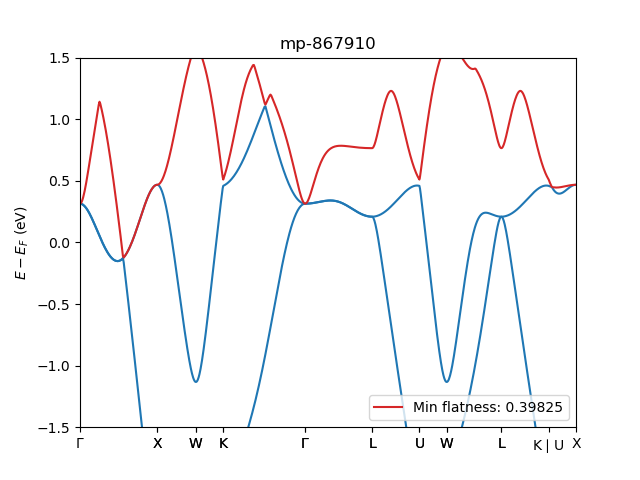 mp-867910
E − E_F (eV)
1.5
1.0
0.5
0.0
−0.5
−1.0
−1.5
Min flatness: 0.39825
Γ X W K Γ L U W L K | U X